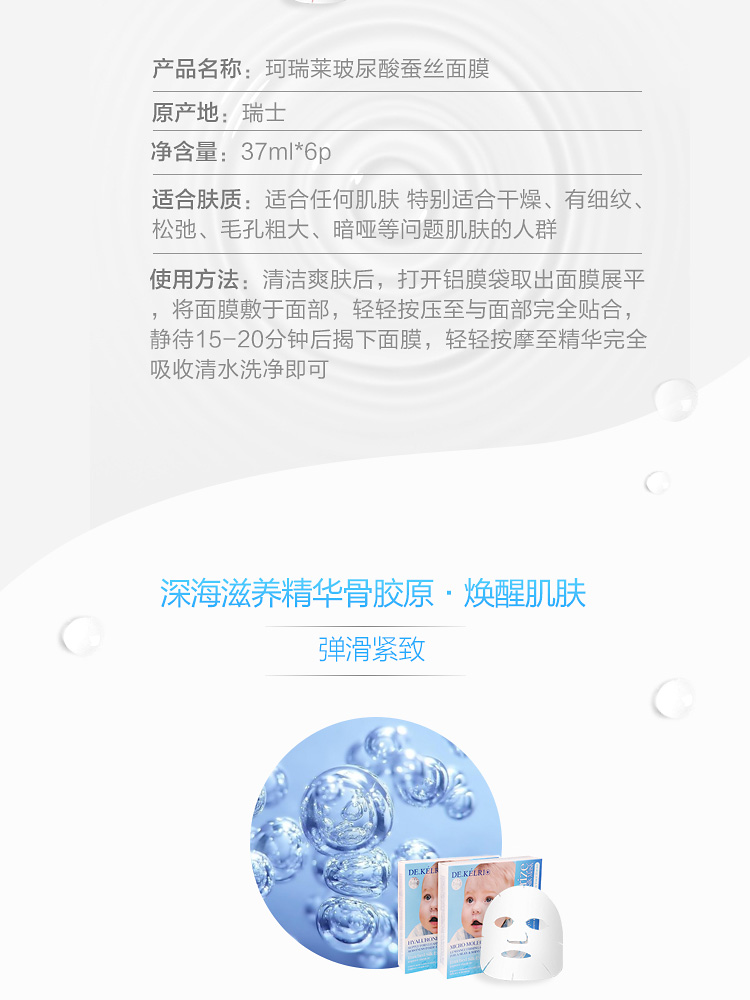 产品名称：珂瑞莱玻尿酸蚕丝面膜
原产地：瑞士
净含量：37ml*6p
适合肤质：适合任何肌肤 特别适合干燥、有细纹、
松弛、毛孔粗大、暗哑等问题肌肤的人群
使用方法：清洁爽肤后，打开铝膜袋取出面膜展平
，将面膜敷于面部，轻轻按压至与面部完全贴合，
静待15-20分钟后揭下面膜，轻轻按摩至精华完全
吸收清水洗净即可
深海滋养精华骨胶原·焕醒肌肤
弹滑紧致
DE.KELRI
DE.KELRI
MICRO-MOLE